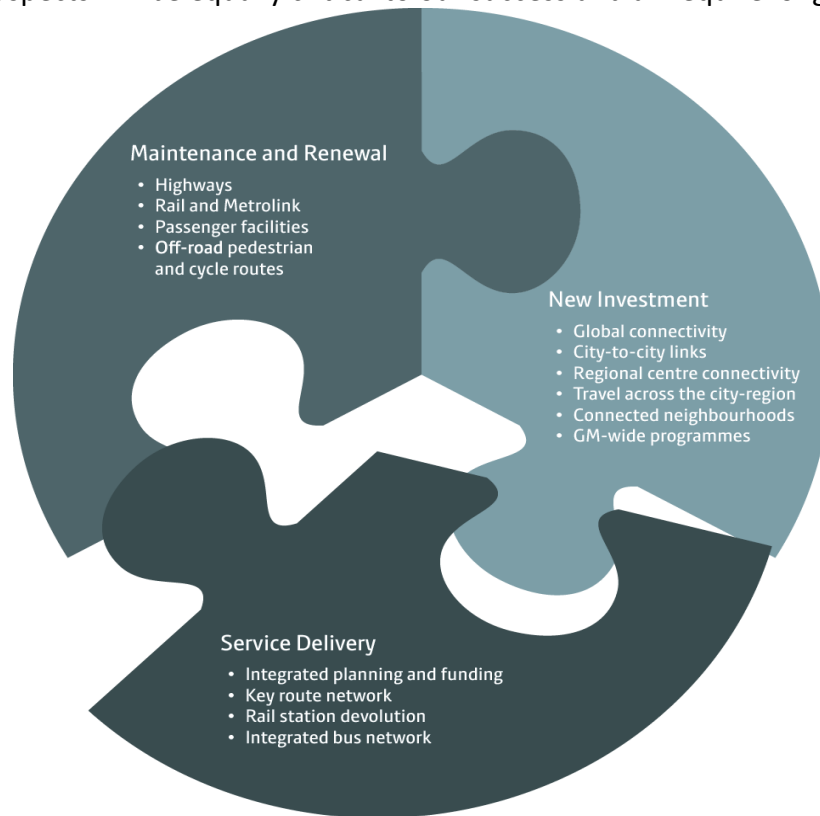 Maintenance and Renewal
• Highways
• Rail and Metrolink
• Passenger facilities
• Off-road pedestrian
and cycle routes
New Investment
• Global connectivity
• City-to-city links
• Regional centre connectivity
• Travel across the city-region
• Connected neighbourhoods
• GM-wide programmes
Service Delivery
• Integrated planning and funding
• Key route network
• Rail station devolution
• Integrated bus network